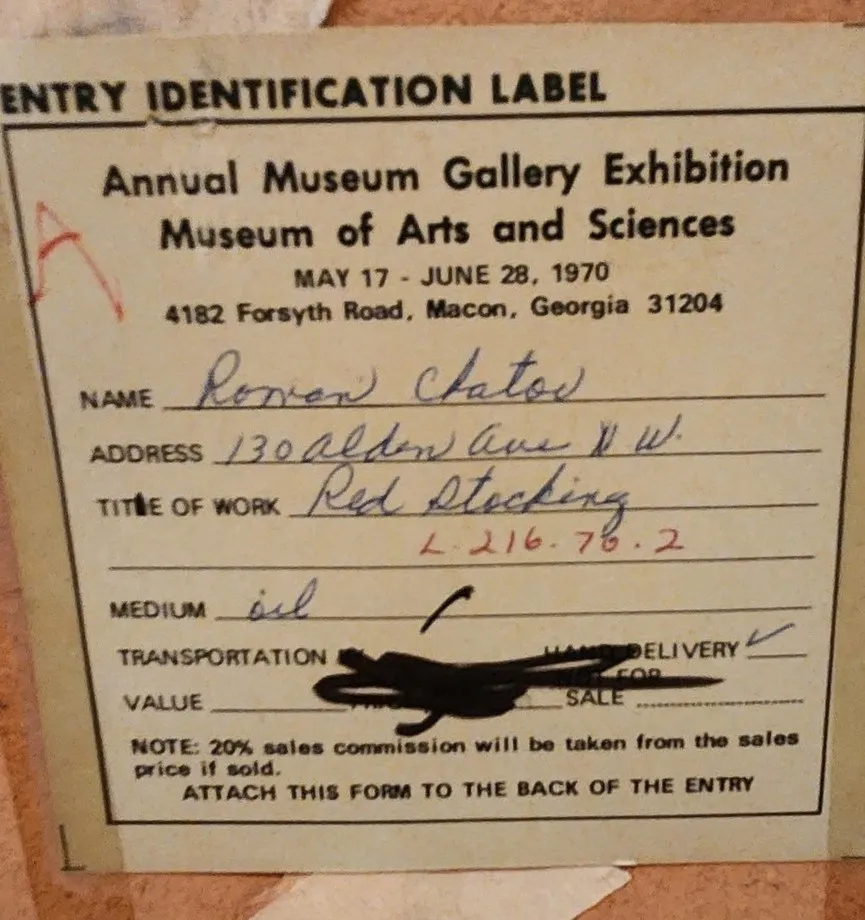 ENTRY IDENTIFICATION LABEL
A
Annual Museum Gallery Exhibition
Museum of Arts and Sciences
MAY 17 - JUNE 28, 1970
4182 Forsyth Road, Macon, Georgia 31204
NAME Roman Chatov
ADDRESS 130 Alden Ave N.W.
TITLE OF WORK Red Stocking
L.216.70.2
MEDIUM oil
TRANSPORTATION HAND DELIVERY ✓
NOT FOR
VALUE SALE
NOTE: 20% sales commission will be taken from the sales
price if sold.
ATTACH THIS FORM TO THE BACK OF THE ENTRY